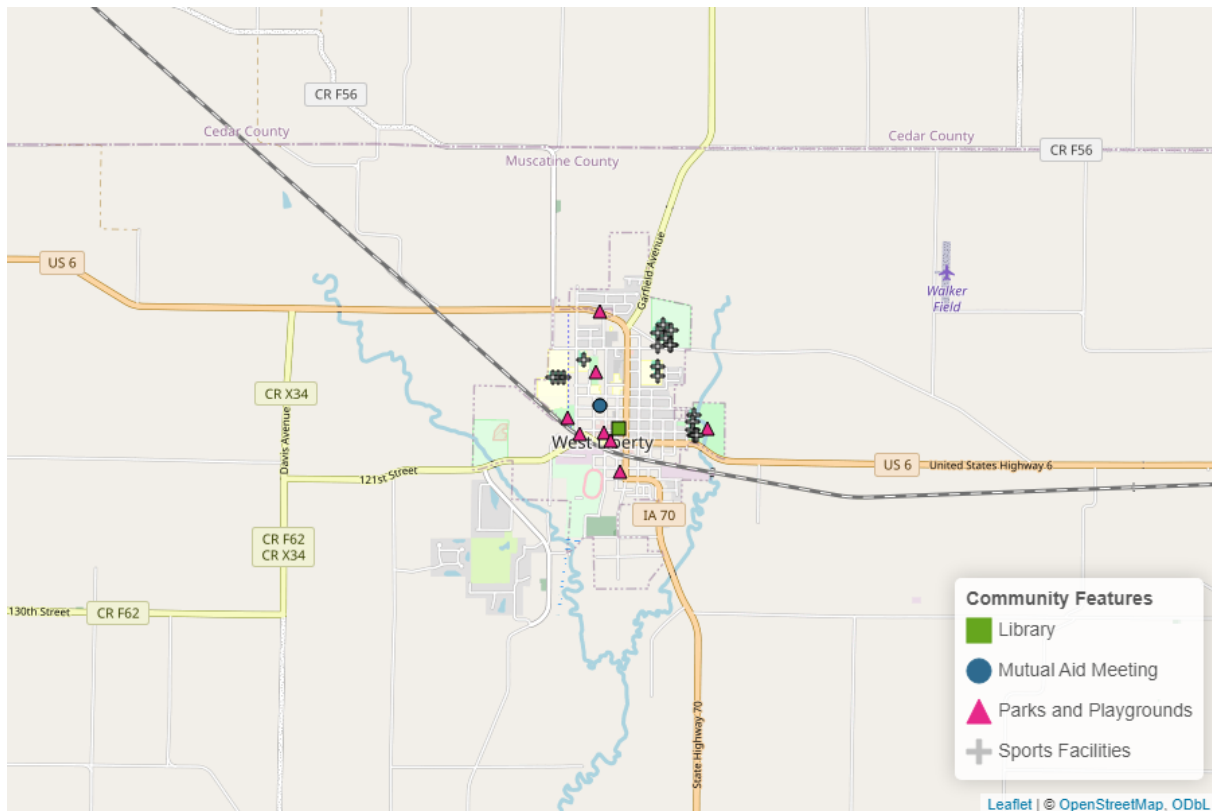 CR F56
Cedar County
Cedar County
CR F56
Muscatine County
Garfield Avenue
US 6
Walker
Field
CR X34
Davis Avenue
West Liberty
US 6
United States Highway 6
121st Street
IA 70
CR F62
CR X34
130th Street
CR F62
State Highway 70
Community Features
Library
Mutual Aid Meeting
Parks and Playgrounds
Sports Facilities
Leaflet | © OpenStreetMap, ODbL